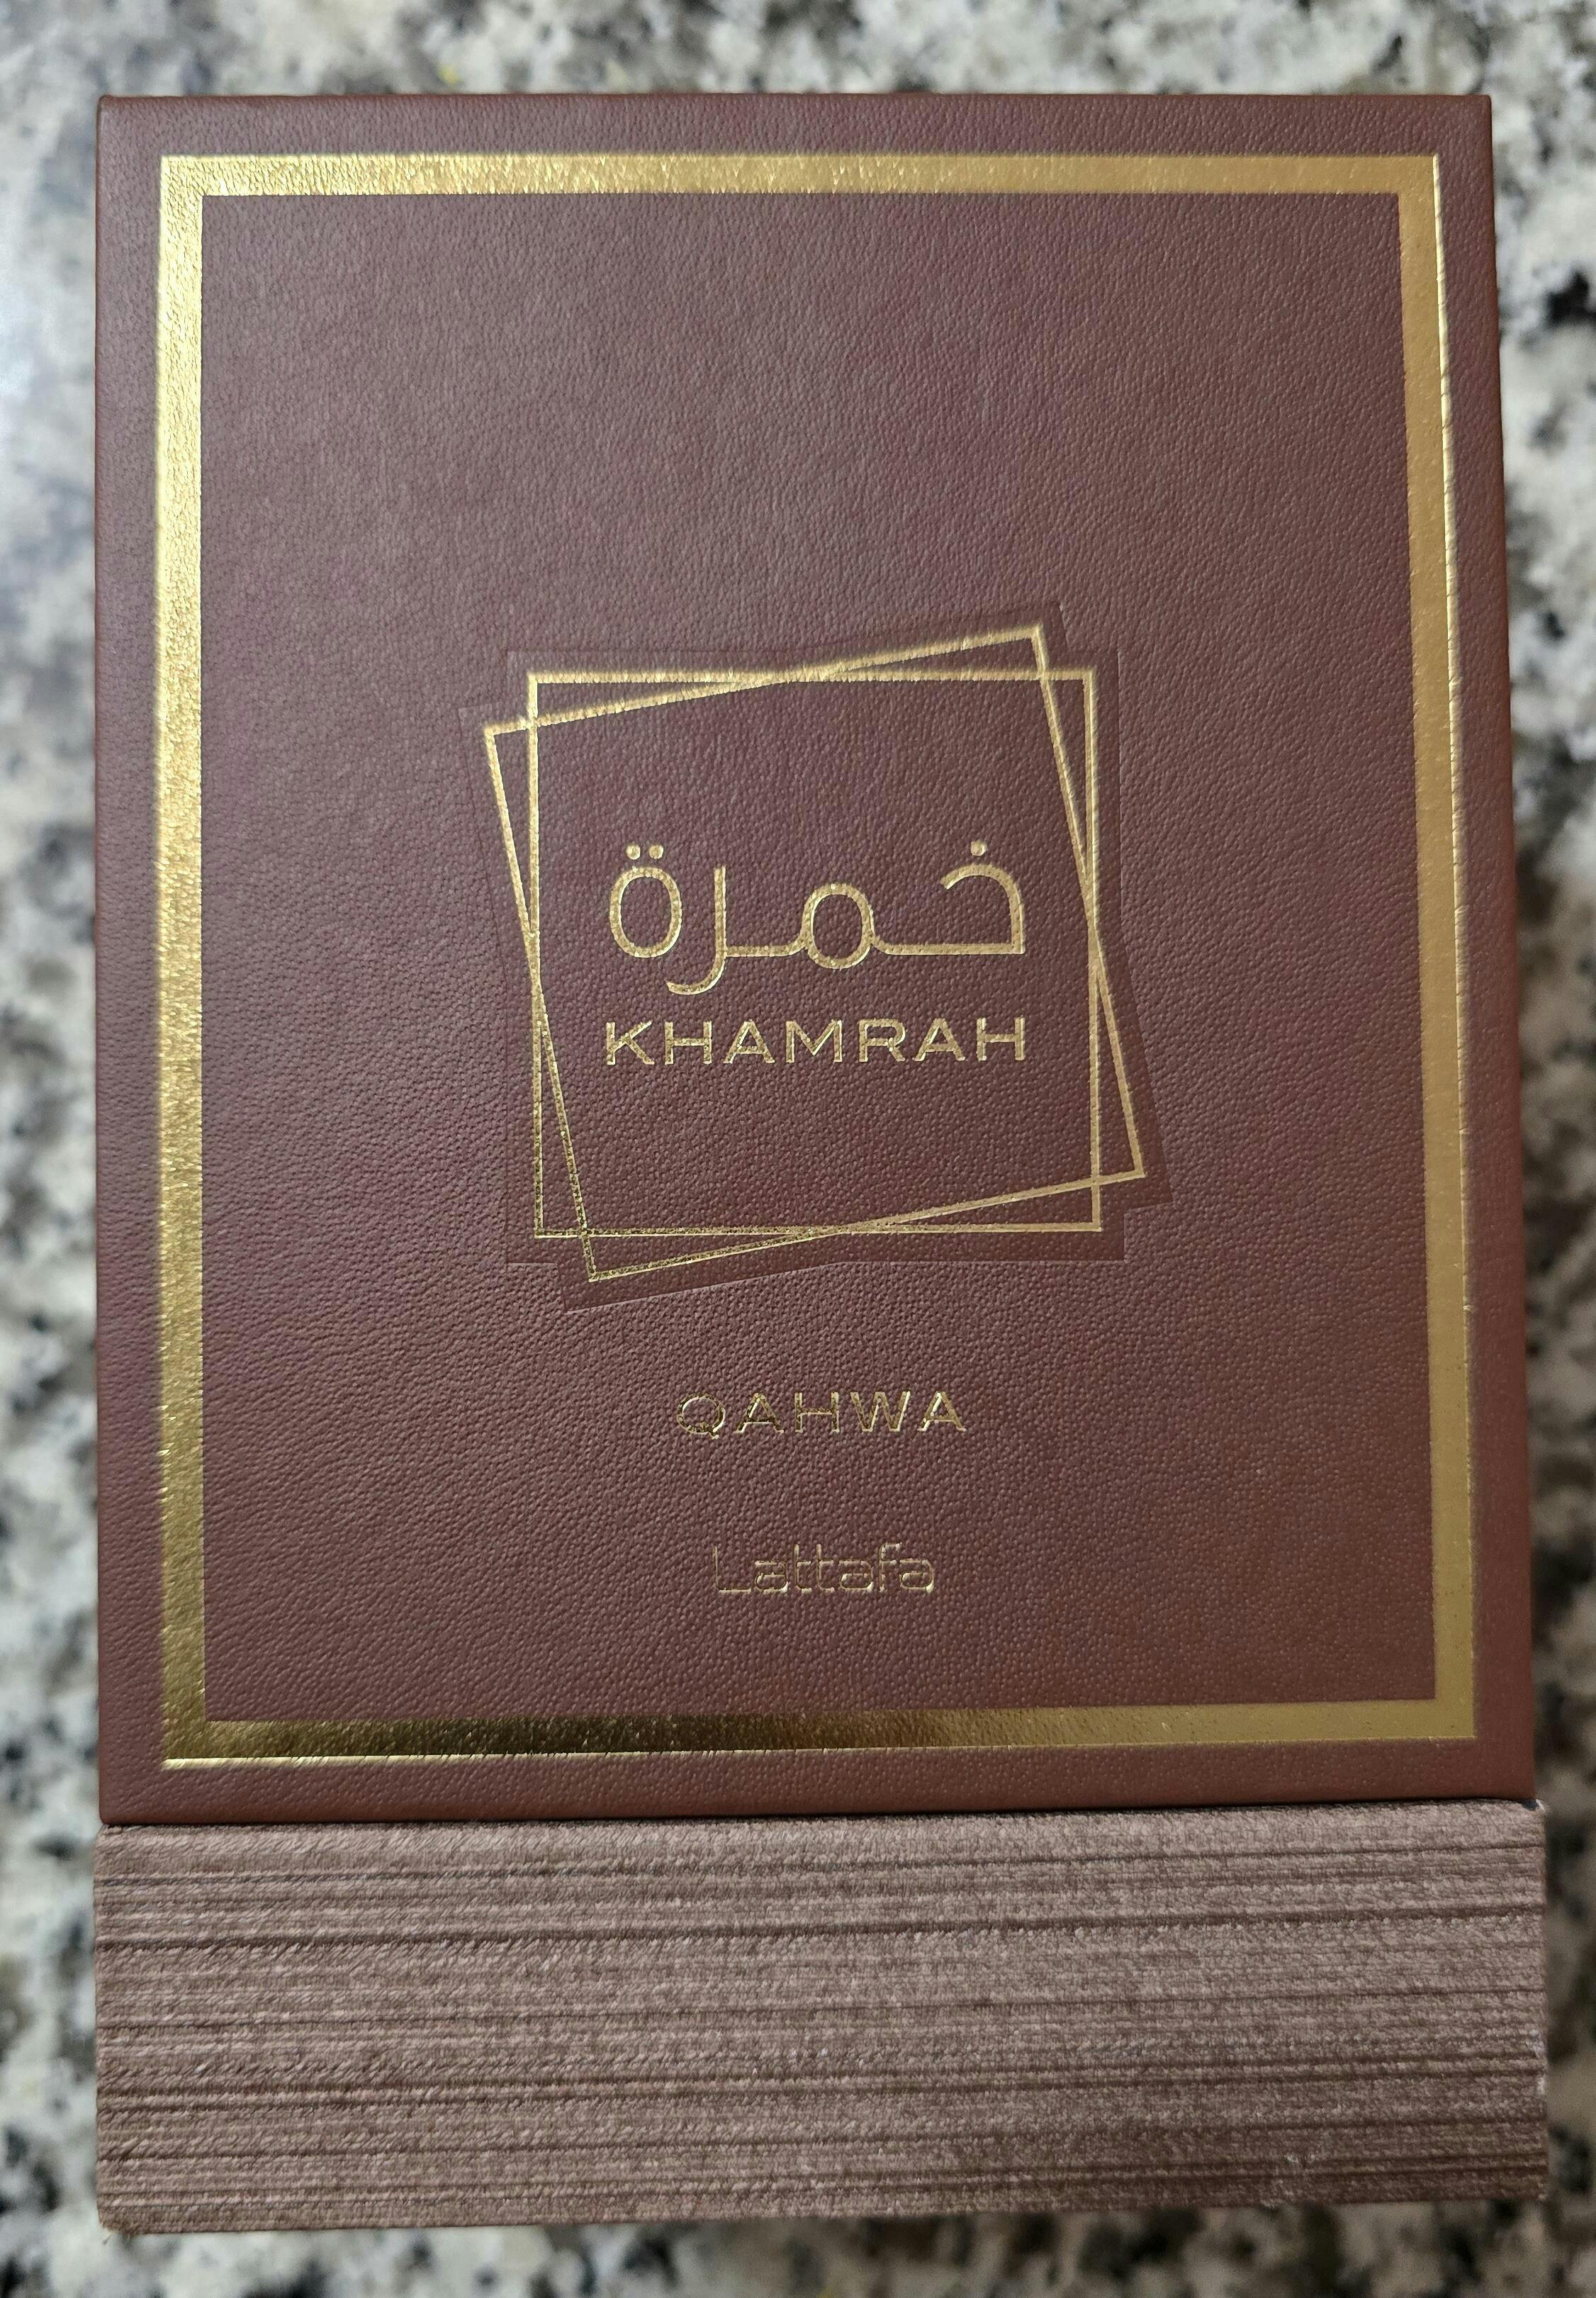 خمرة
KHAMRAH
QAHWA
Lattafa